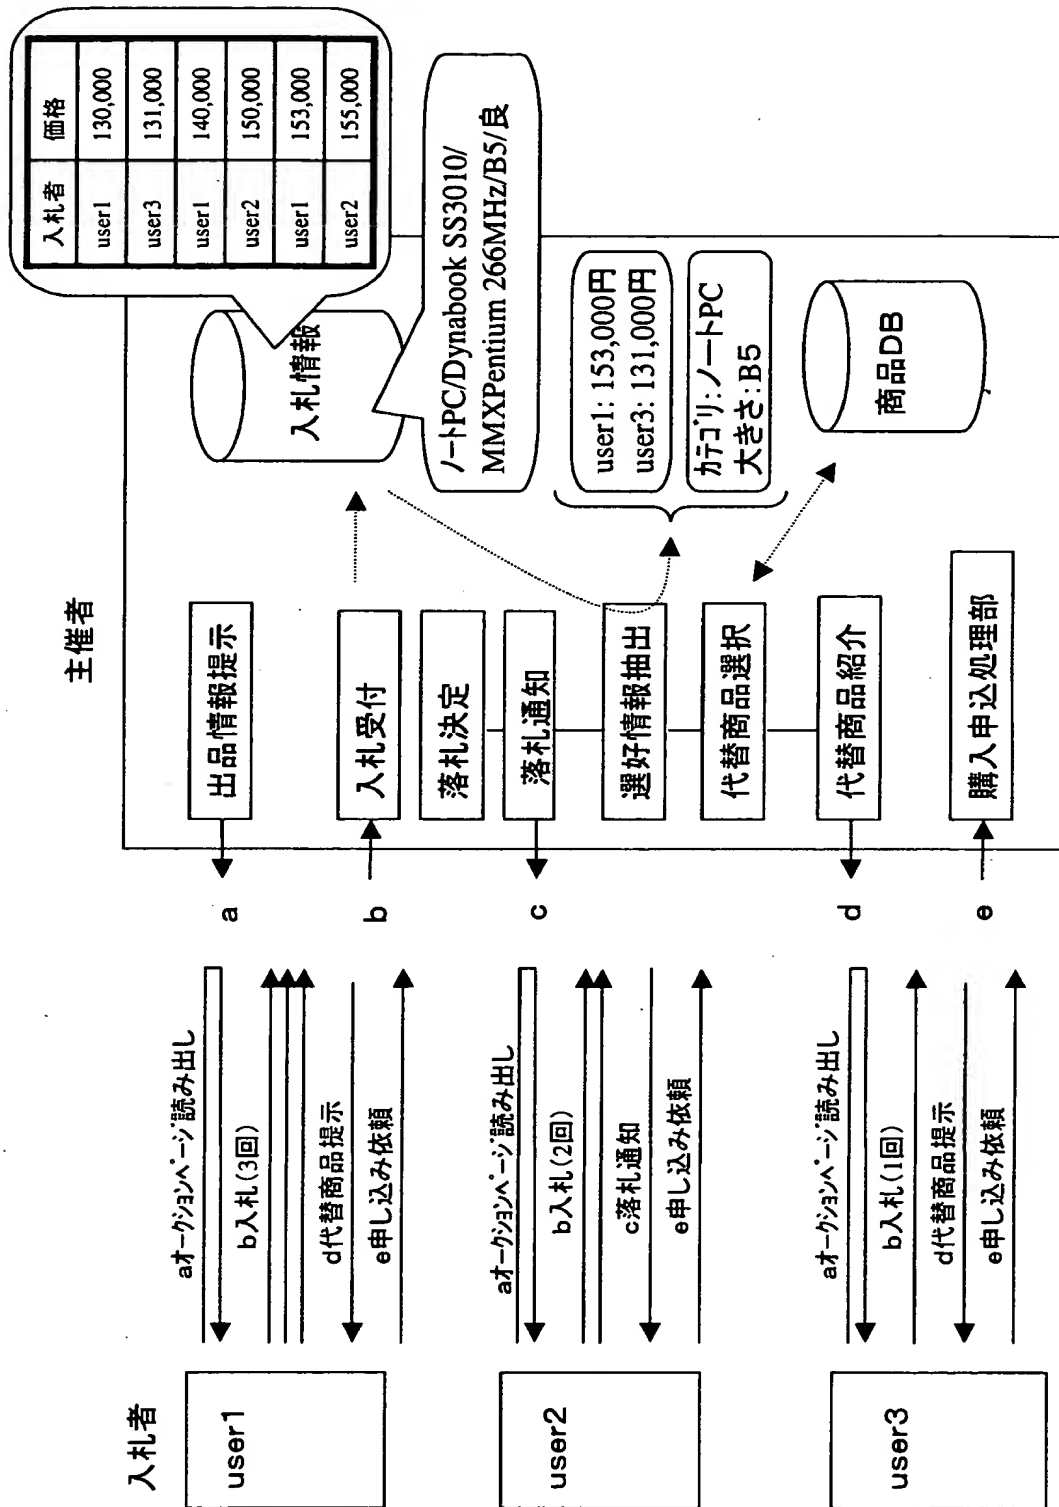 入札者
user1
aオークションページ読み出し
b入札(3回)
d代替商品提示
e申し込み依頼
user2
aオークションページ読み出し
b入札(2回)
c落札通知
e申し込み依頼
user3
aオークションページ読み出し
b入札(1回)
d代替商品提示
e申し込み依頼
a
b
c
d
e
主催者
出品情報提示
入札受付
落札決定
落札通知
選好情報抽出
代替商品選択
代替商品紹介
購入申込処理部
入札情報
入札者 価格
user1 130,000
user3 131,000
user1 140,000
user2 150,000
user1 153,000
user2 155,000
ノートPC/Dynabook SS3010/
MMXPentium 266MHz/B5/良
user1: 153,000円
user3: 131,000円
カテゴリ:ノートPC
大きさ:B5
商品DB